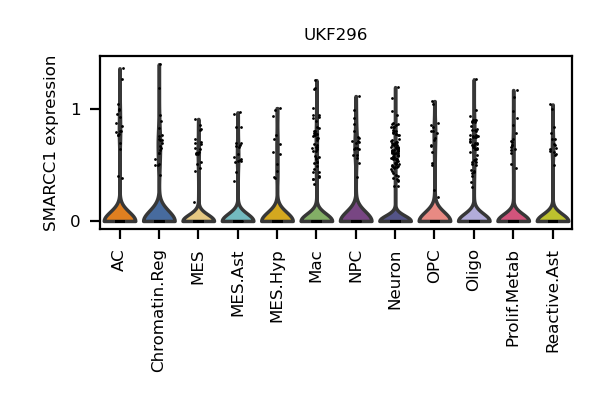 UKF296
SMARCC1 expression
1
0
AC
Chromatin.Reg
MES
MES.Ast
MES.Hyp
Mac
NPC
Neuron
OPC
Oligo
Prolif.Metab
Reactive.Ast